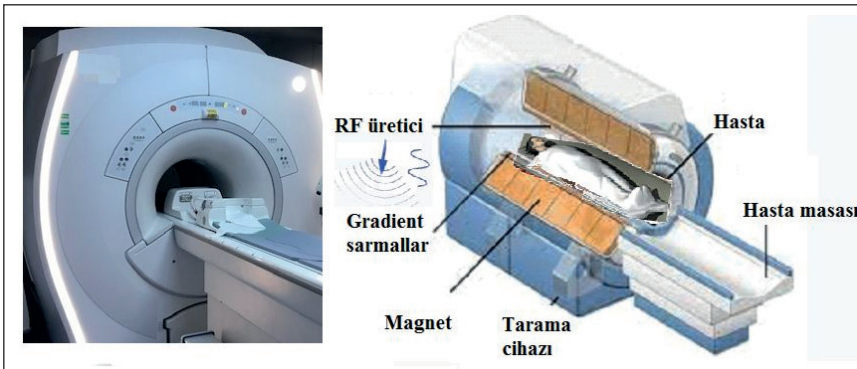 RF üretici
Hasta
Gradient
sarmallar
Hasta masası
Magnet
Tarama
cihazı